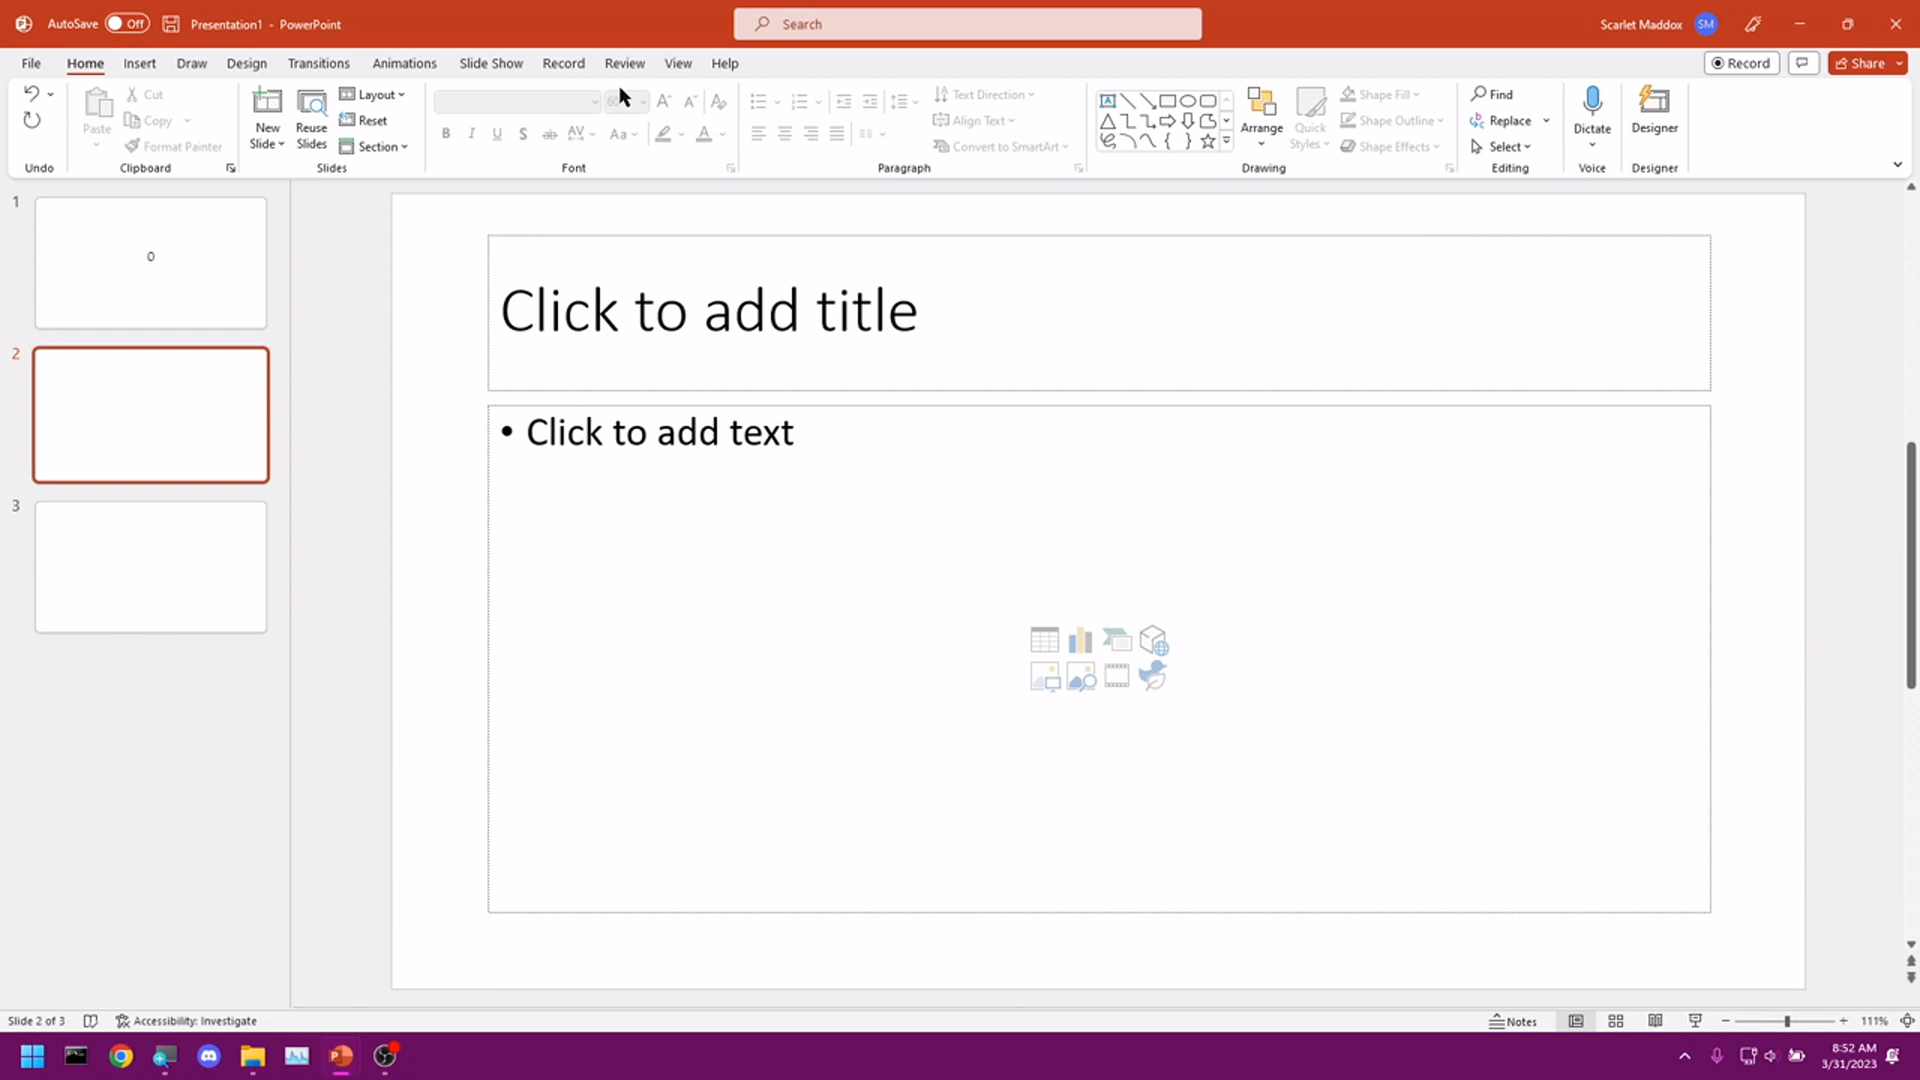 AutoSave Off Presentation1 - PowerPoint Search Scarlet Maddox SM
File Home Insert Draw Design Transitions Animations Slide Show Record Review View Help Record Share
Cut Layout 60 Text Direction Shape Fill Find
Paste Copy New Slide Reuse Slides Reset Align Text Arrange Quick Styles Shape Outline Replace Dictate Designer
Format Painter Section B I U S ab AV Aa A Convert to SmartArt Shape Effects Select
Undo Clipboard Slides Font Paragraph Drawing Editing Voice Designer
1
O
2
3
Click to add title
• Click to add text
Slide 2 of 3 Accessibility: Investigate Notes 111%
8:52 AM
3/31/2023